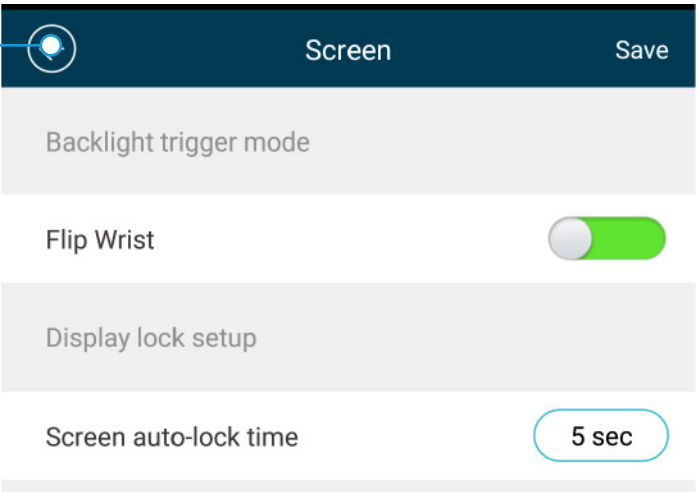 Screen
Save
Backlight trigger mode
Flip Wrist
Display lock setup
Screen auto-lock time
5 sec